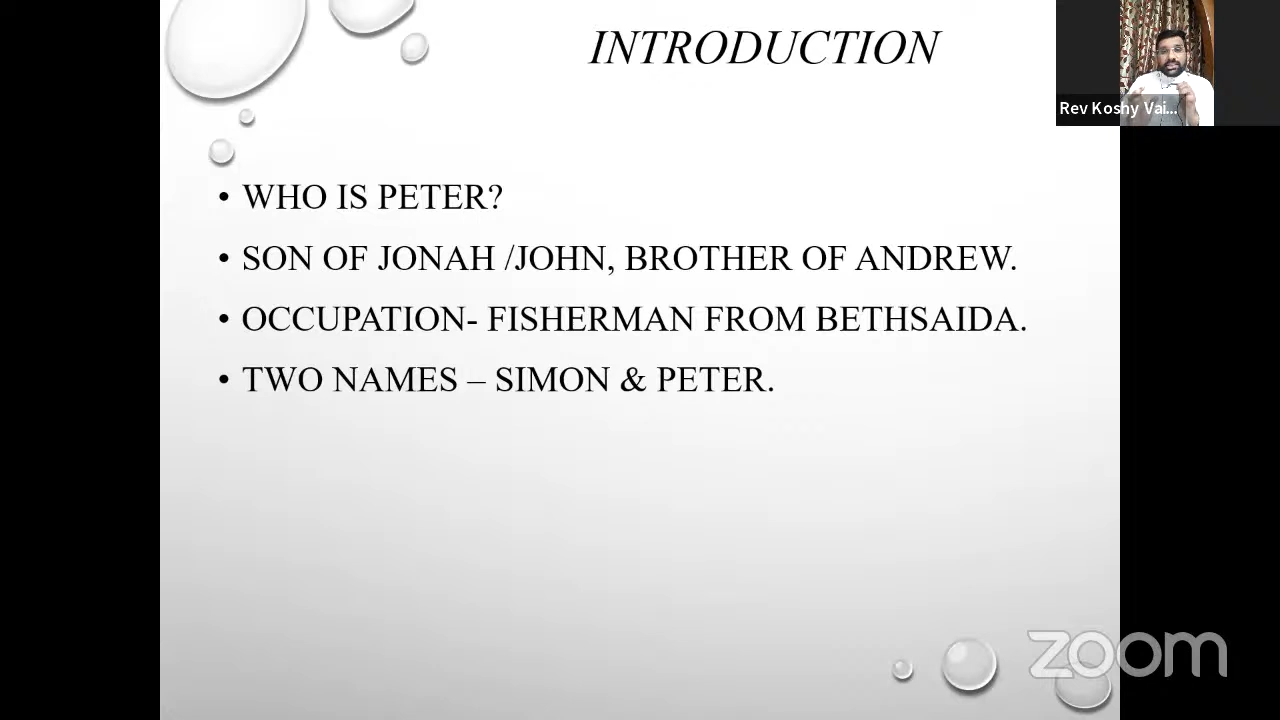 INTRODUCTION
Rev Koshy Vai...
• WHO IS PETER?
• SON OF JONAH /JOHN, BROTHER OF ANDREW.
• OCCUPATION- FISHERMAN FROM BETHSAIDA.
• TWO NAMES – SIMON & PETER.
zoom